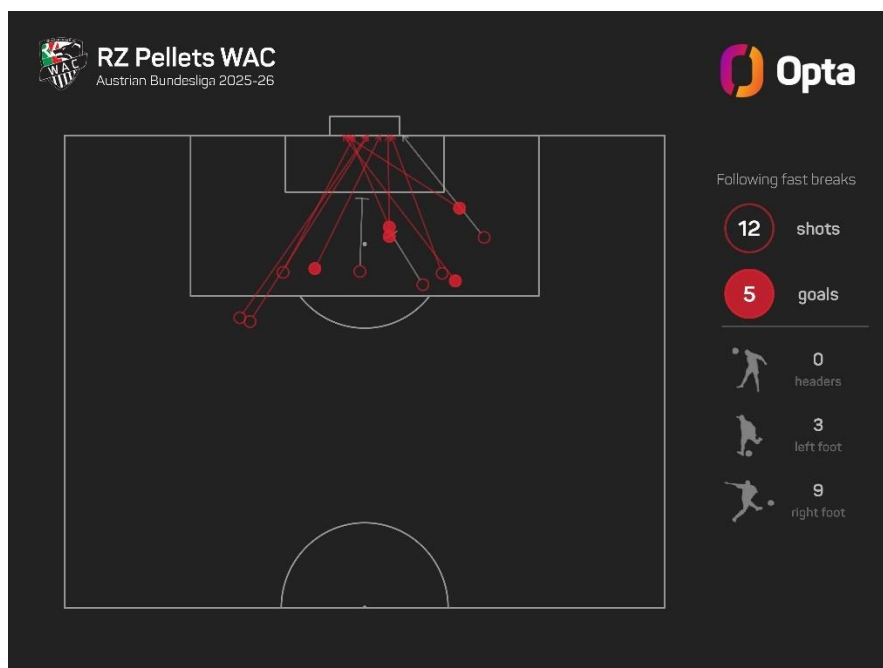 RZ Pellets WAC
Austrian Bundesliga 2025-26
WAC
Opta
Following fast breaks
12 shots
5 goals
0
headers
3
left foot
9
right foot